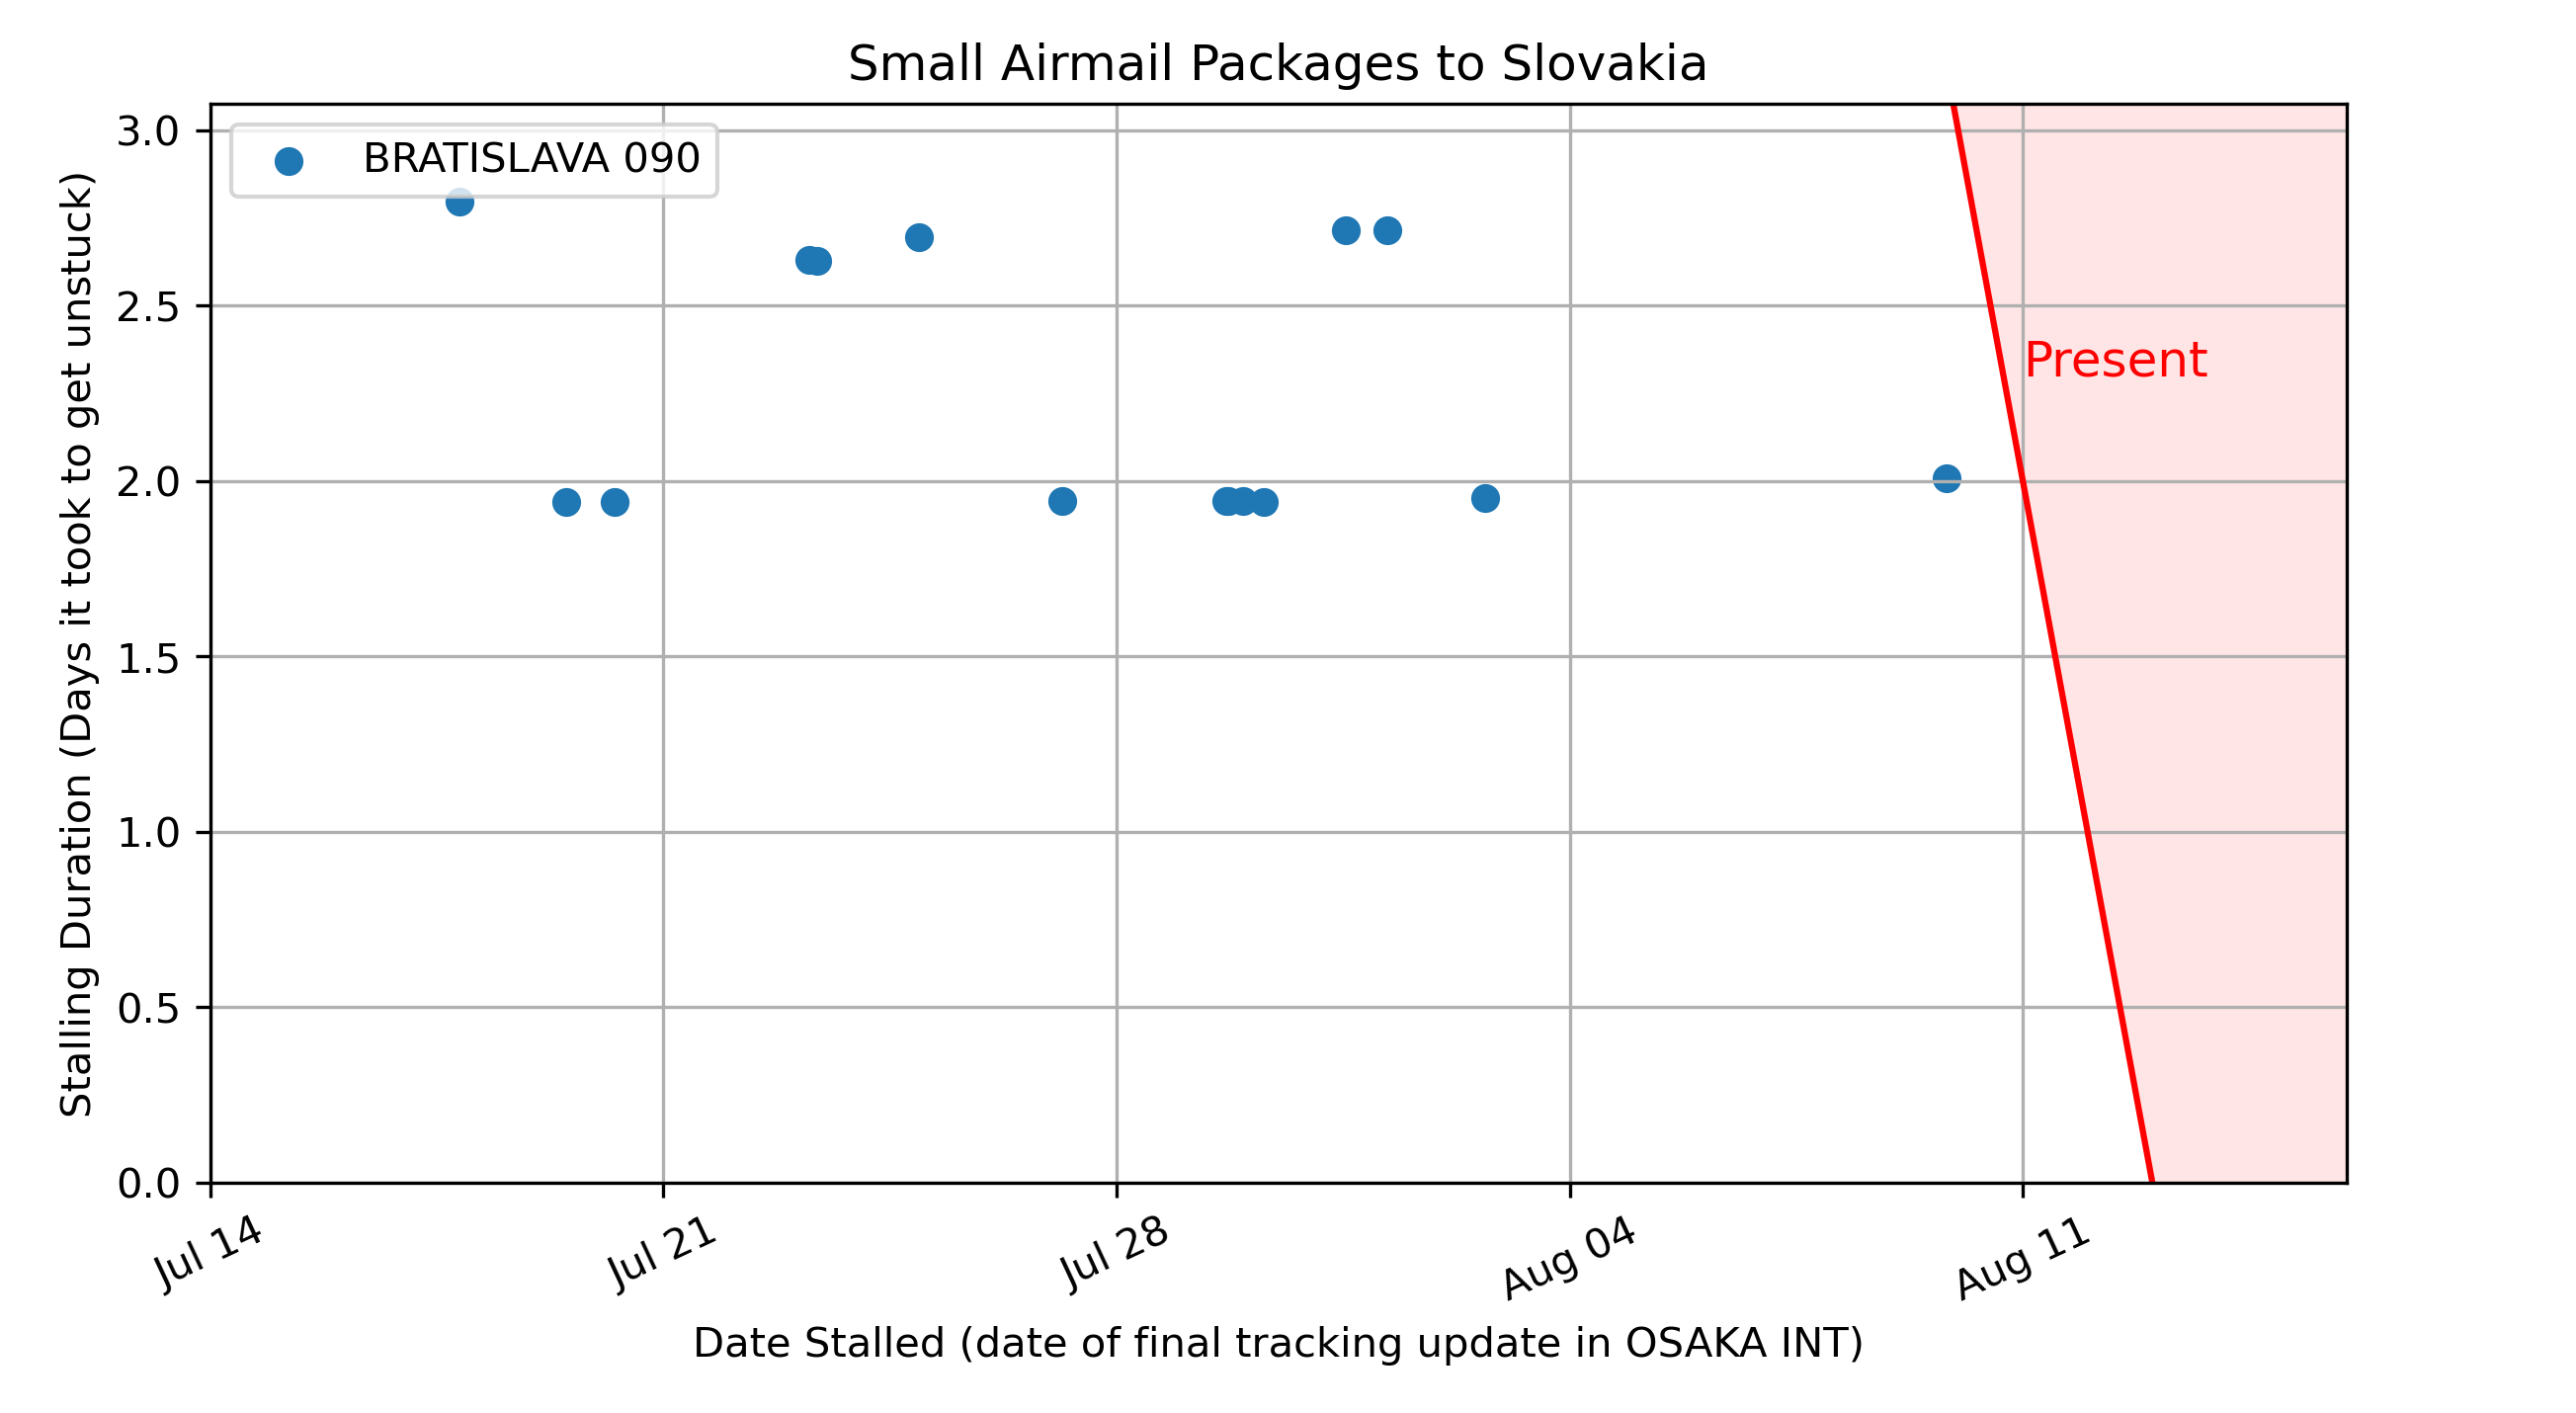 Small Airmail Packages to Slovakia
BRATISLAVA 090
Present
Stalling Duration (Days it took to get unstuck)
3.0
2.5
2.0
1.5
1.0
0.5
0.0
Jul 14
Jul 21
Jul 28
Aug 04
Aug 11
Date Stalled (date of final tracking update in OSAKA INT)